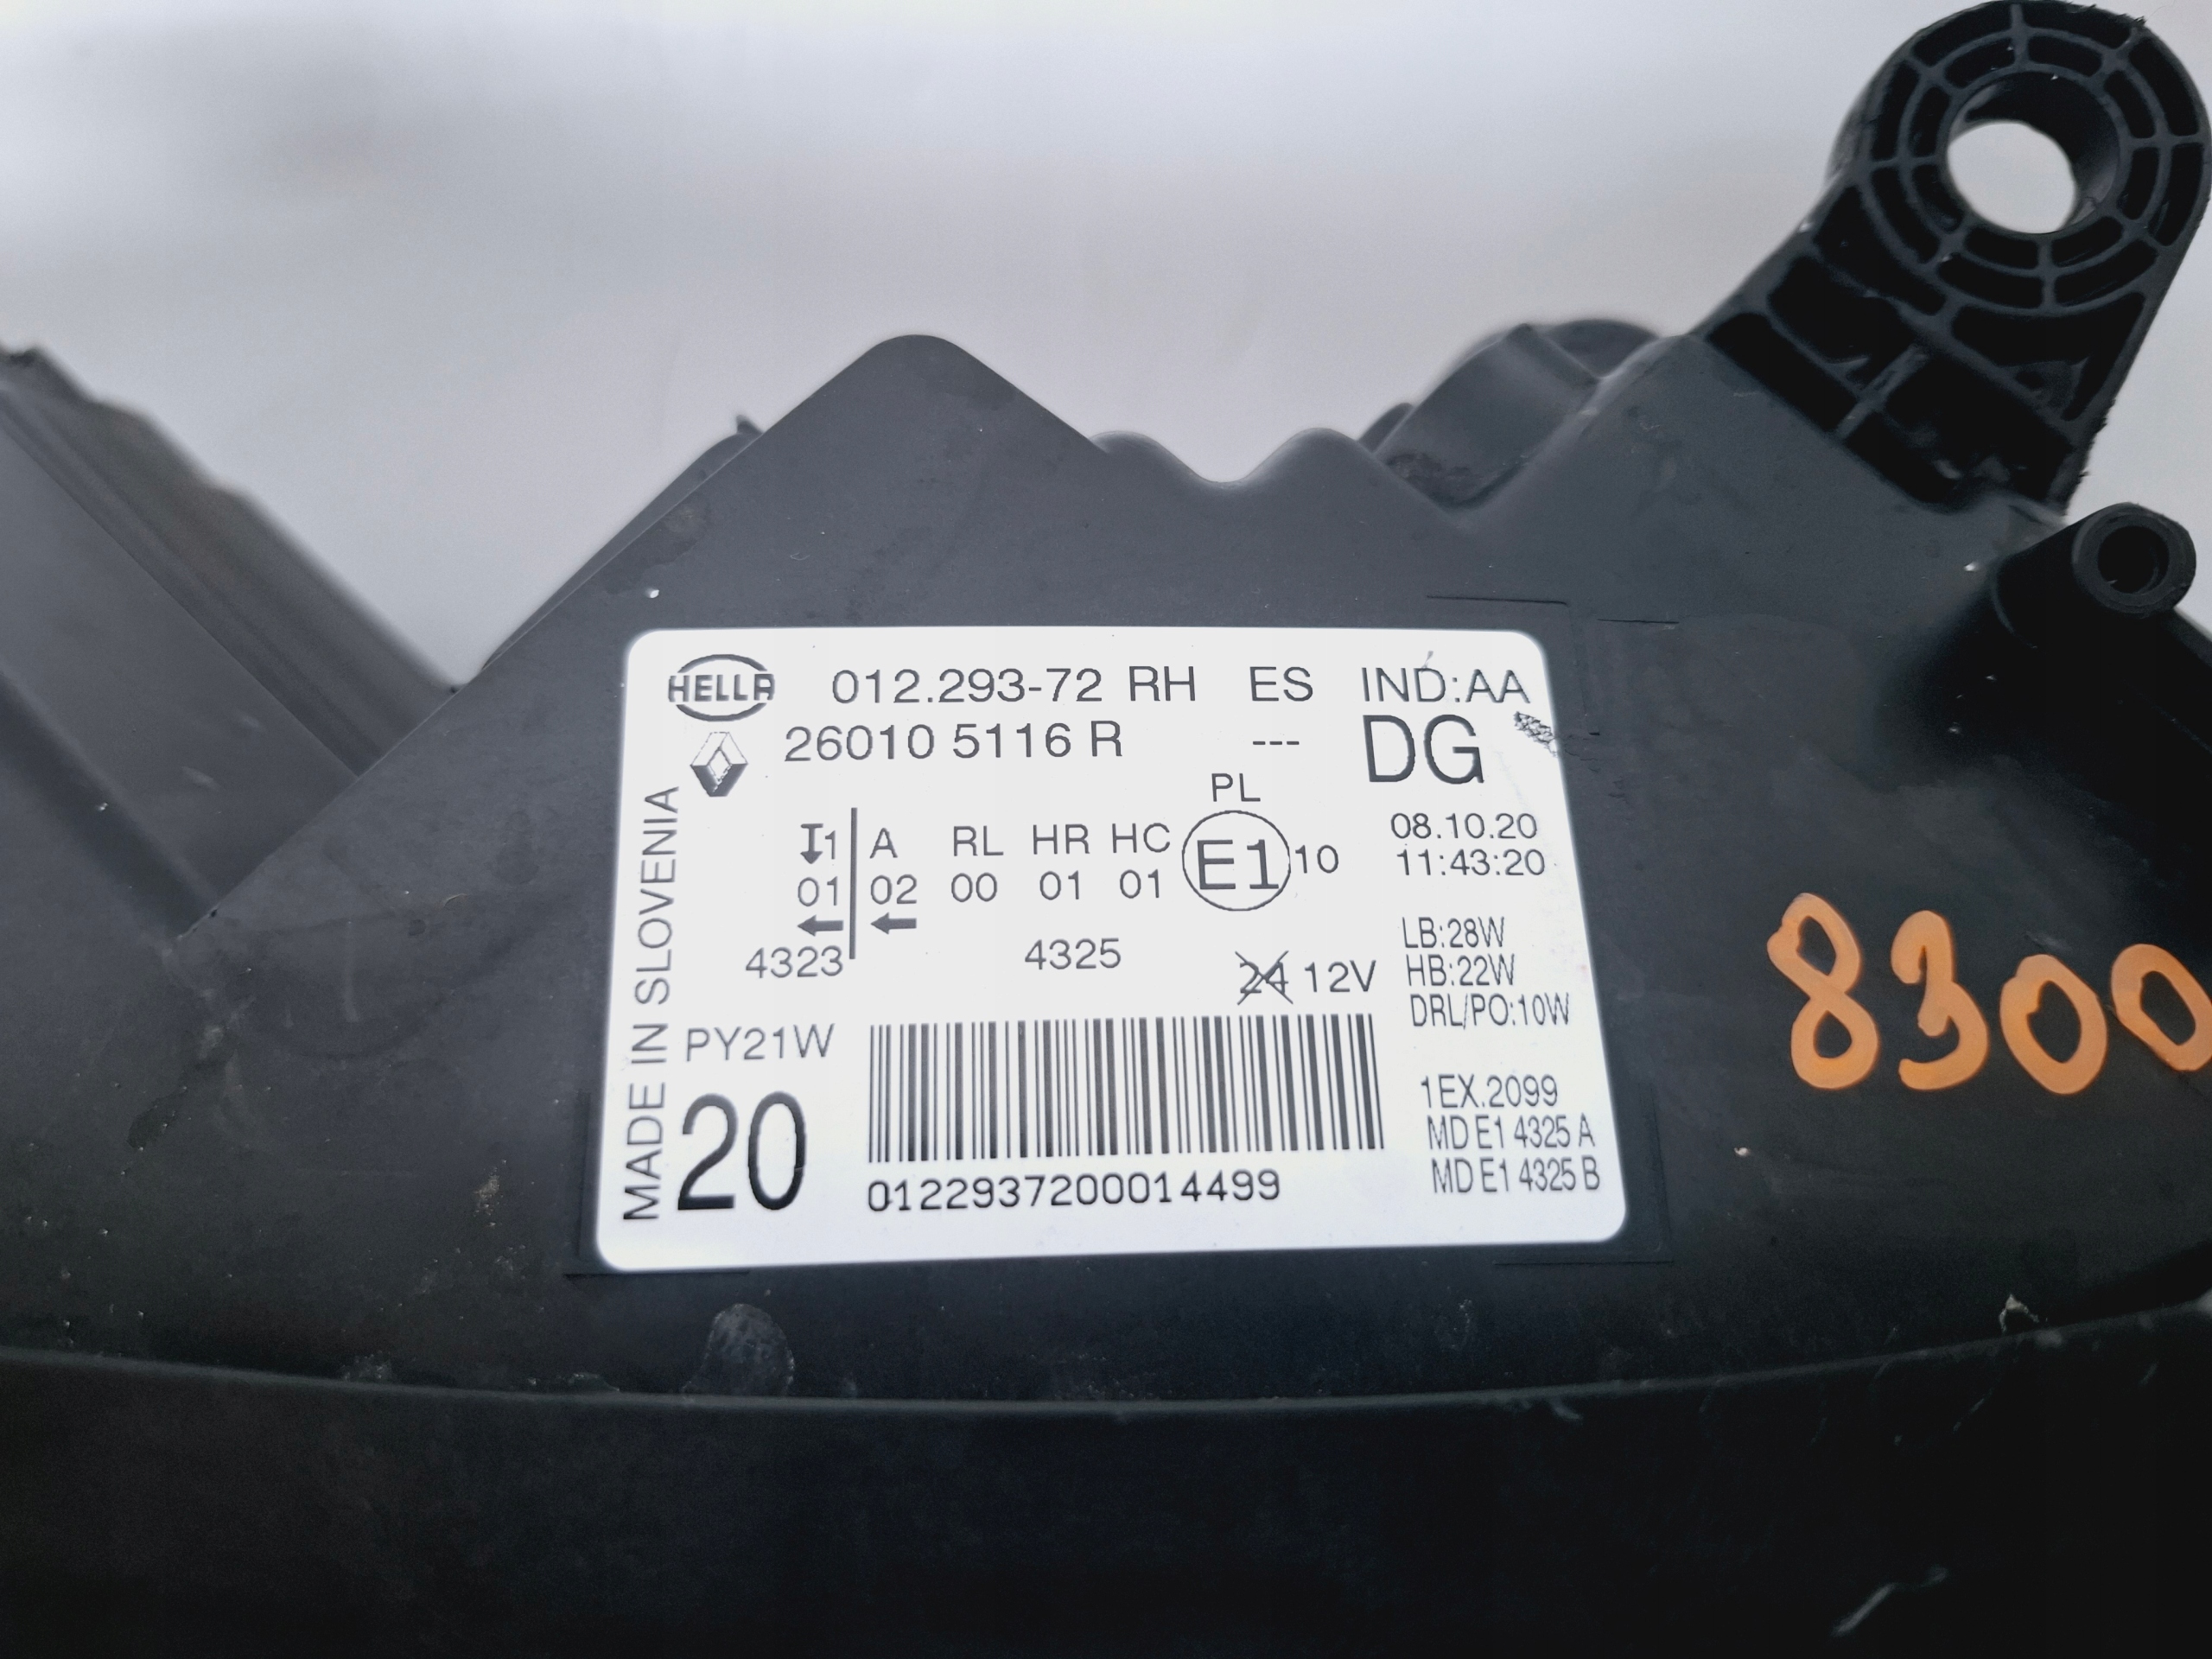 HELLA 012.293-72 RH ES IND:AA
26010 5116 R --- DG
MADE IN SLOVENIA
PL
1 A RL HR HC E1 10
01 02 00 01 01
4323 4325
24 12V
08.10.20
11:43:20
LB:28W
HB:22W
DRL/PO:10W
PY21W
20
0122937200014499
1EX.2099
MD E1 4325 A
MD E1 4325 B
8300